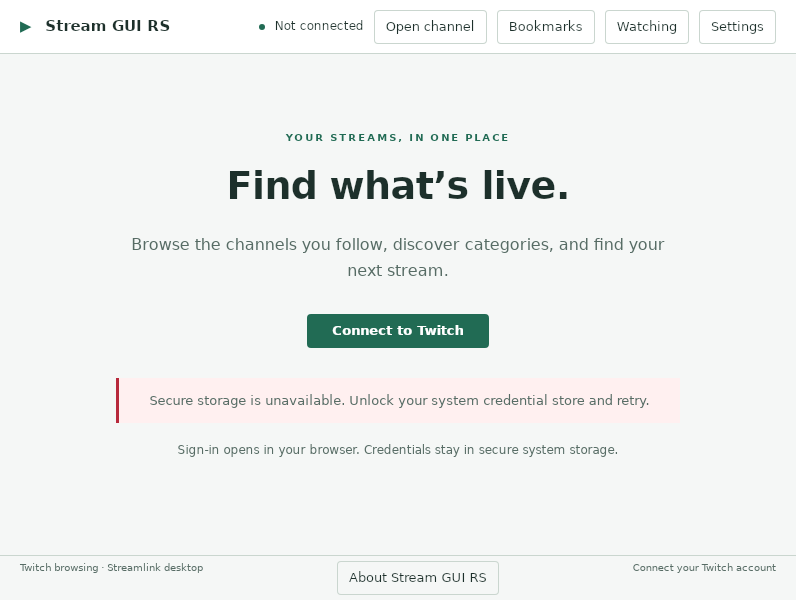 Stream GUI RS
Not connected
Open channel
Bookmarks
Watching
Settings
YOUR STREAMS, IN ONE PLACE
Find what’s live.
Browse the channels you follow, discover categories, and find your
next stream.
Connect to Twitch
Secure storage is unavailable. Unlock your system credential store and retry.
Sign-in opens in your browser. Credentials stay in secure system storage.
Twitch browsing · Streamlink desktop
About Stream GUI RS
Connect your Twitch account